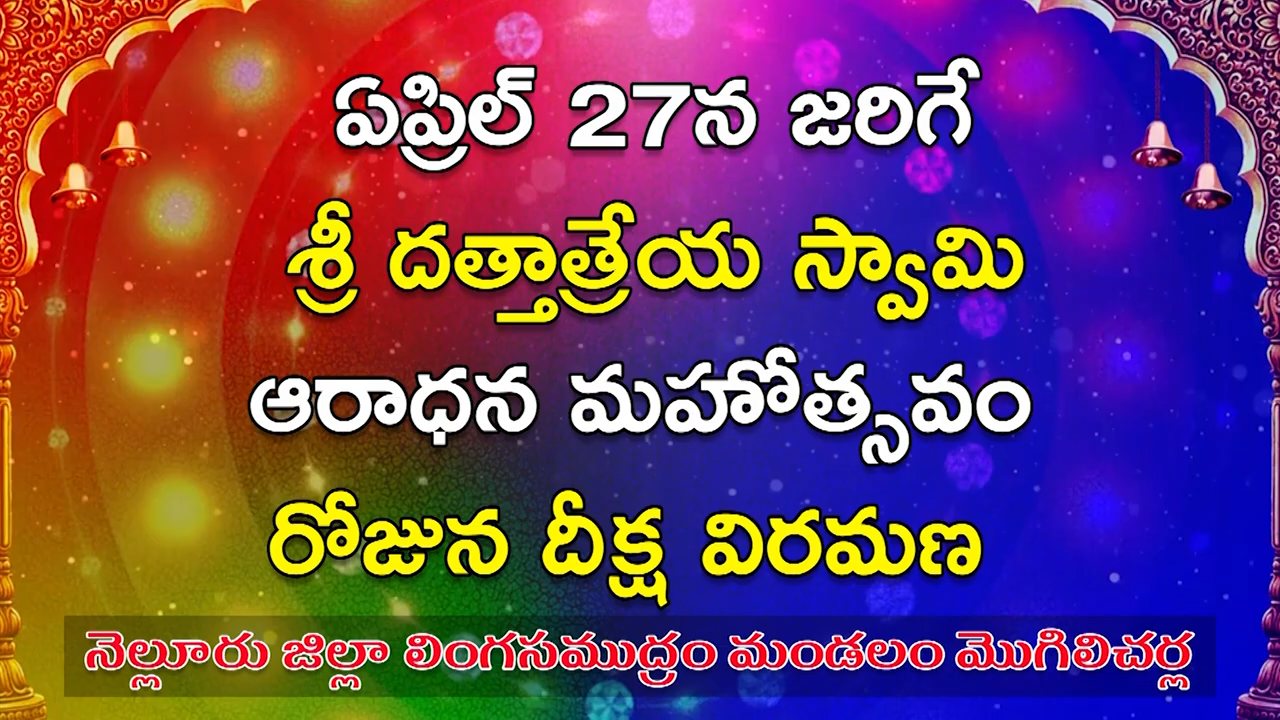 ఏప్రిల్ 27న జరిగే
శ్రీ దత్తాత్రేయ స్వామి
ఆరాధన మహోత్సవం
రోజున దీక్ష విరమణ
నెల్లూరు జిల్లా లింగసముద్రం మండలం మొగిలిచర్ల